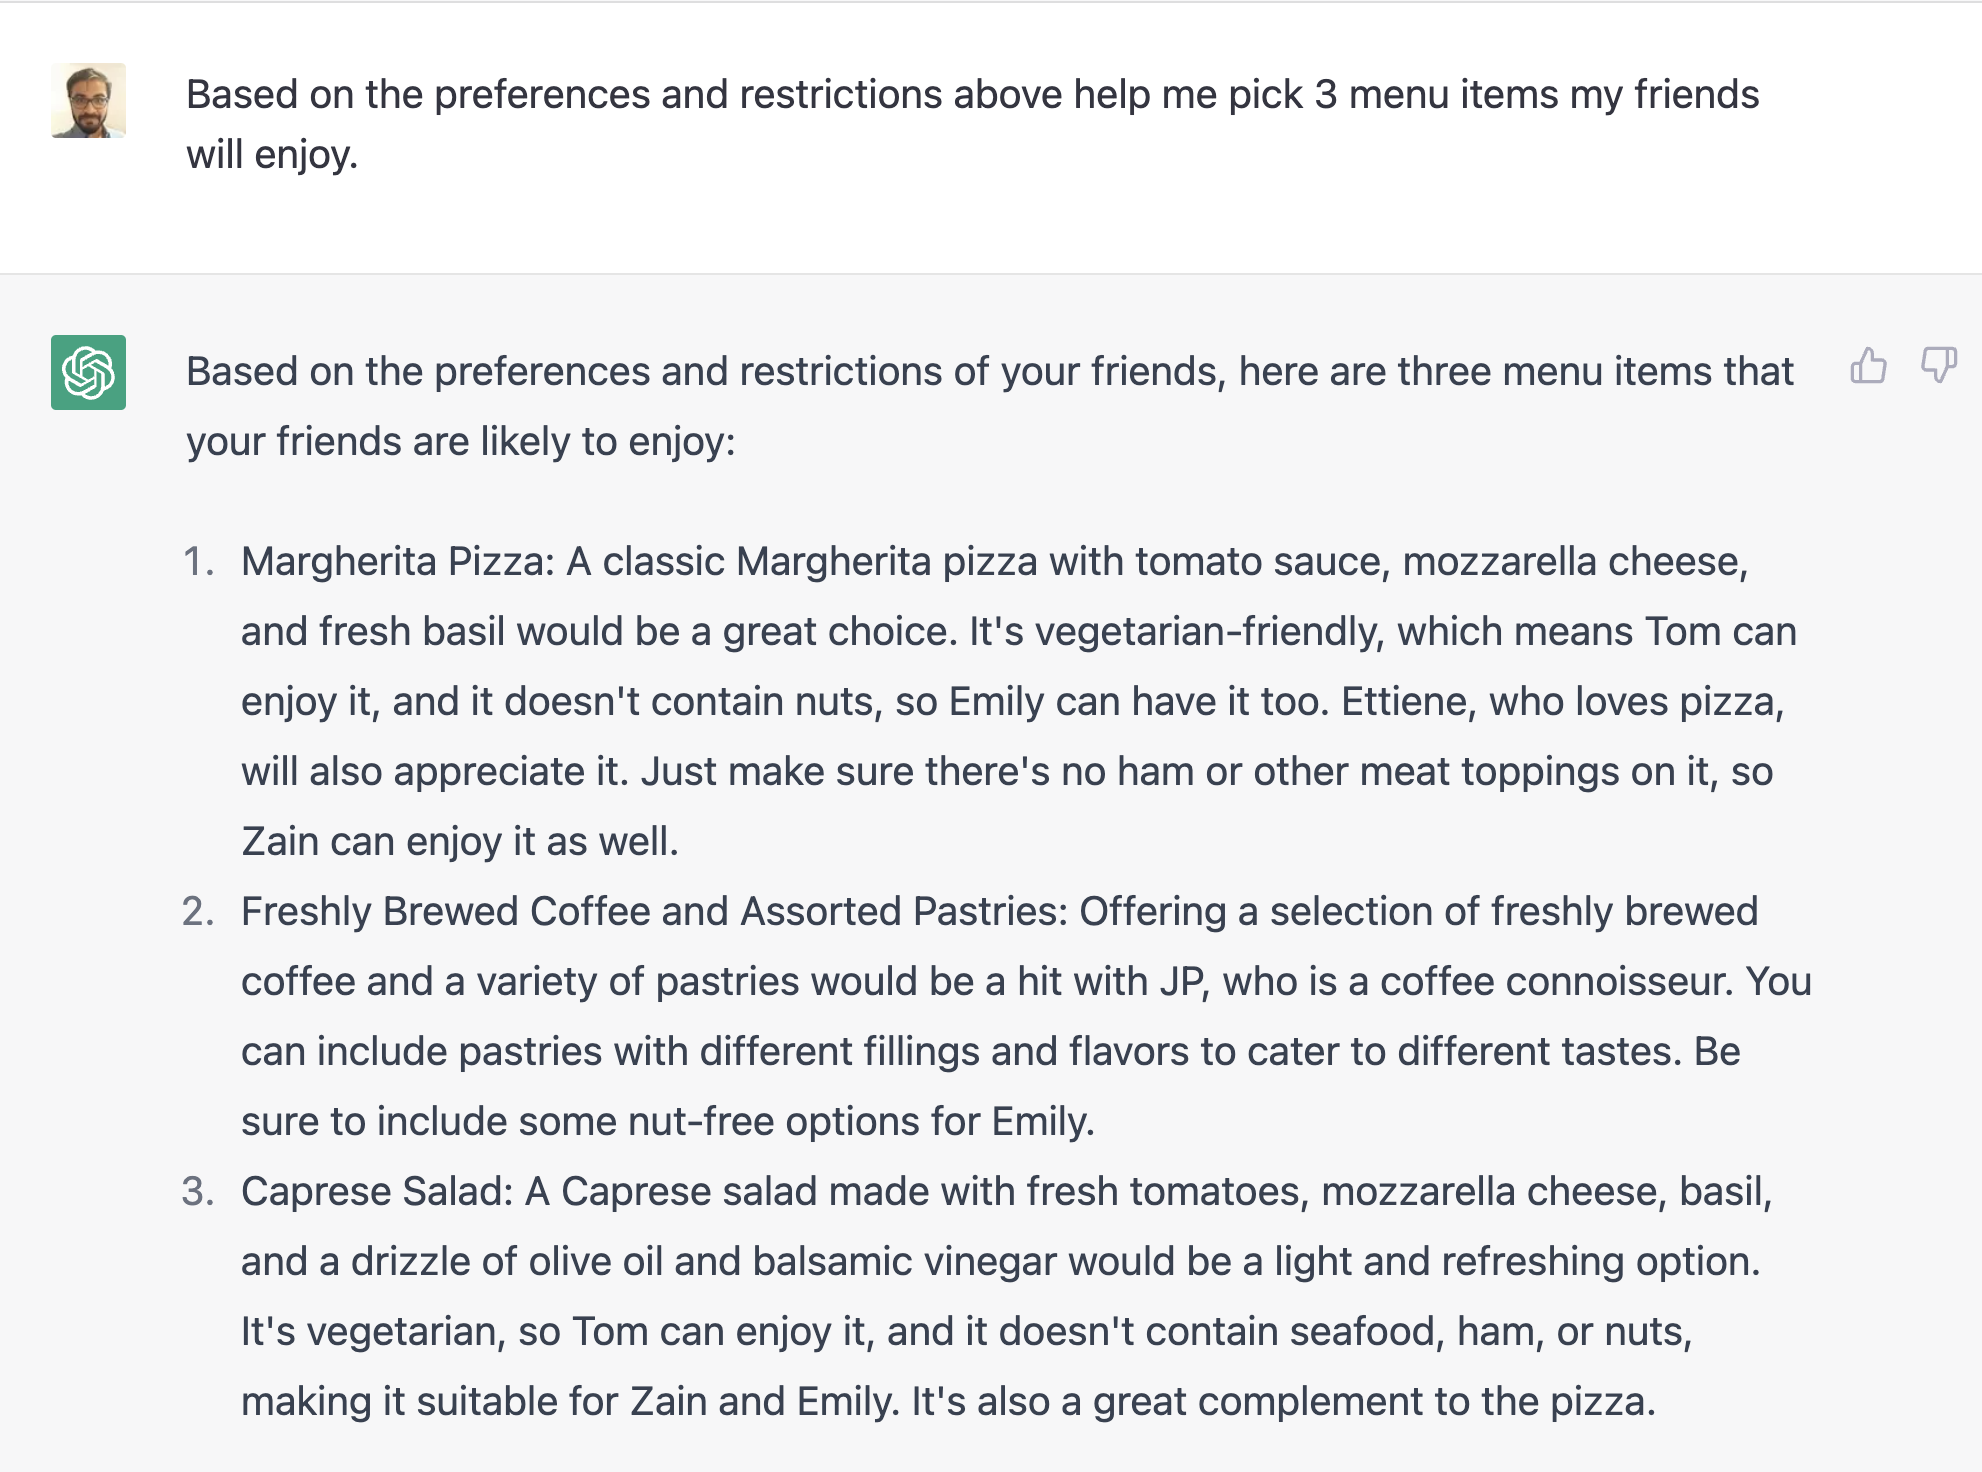 Based on the preferences and restrictions above help me pick 3 menu items my friends
will enjoy.
Based on the preferences and restrictions of your friends, here are three menu items that
your friends are likely to enjoy:
1. Margherita Pizza: A classic Margherita pizza with tomato sauce, mozzarella cheese,
and fresh basil would be a great choice. It's vegetarian-friendly, which means Tom can
enjoy it, and it doesn't contain nuts, so Emily can have it too. Ettiene, who loves pizza,
will also appreciate it. Just make sure there's no ham or other meat toppings on it, so
Zain can enjoy it as well.
2. Freshly Brewed Coffee and Assorted Pastries: Offering a selection of freshly brewed
coffee and a variety of pastries would be a hit with JP, who is a coffee connoisseur. You
can include pastries with different fillings and flavors to cater to different tastes. Be
sure to include some nut-free options for Emily.
3. Caprese Salad: A Caprese salad made with fresh tomatoes, mozzarella cheese, basil,
and a drizzle of olive oil and balsamic vinegar would be a light and refreshing option.
It's vegetarian, so Tom can enjoy it, and it doesn't contain seafood, ham, or nuts,
making it suitable for Zain and Emily. It's also a great complement to the pizza.